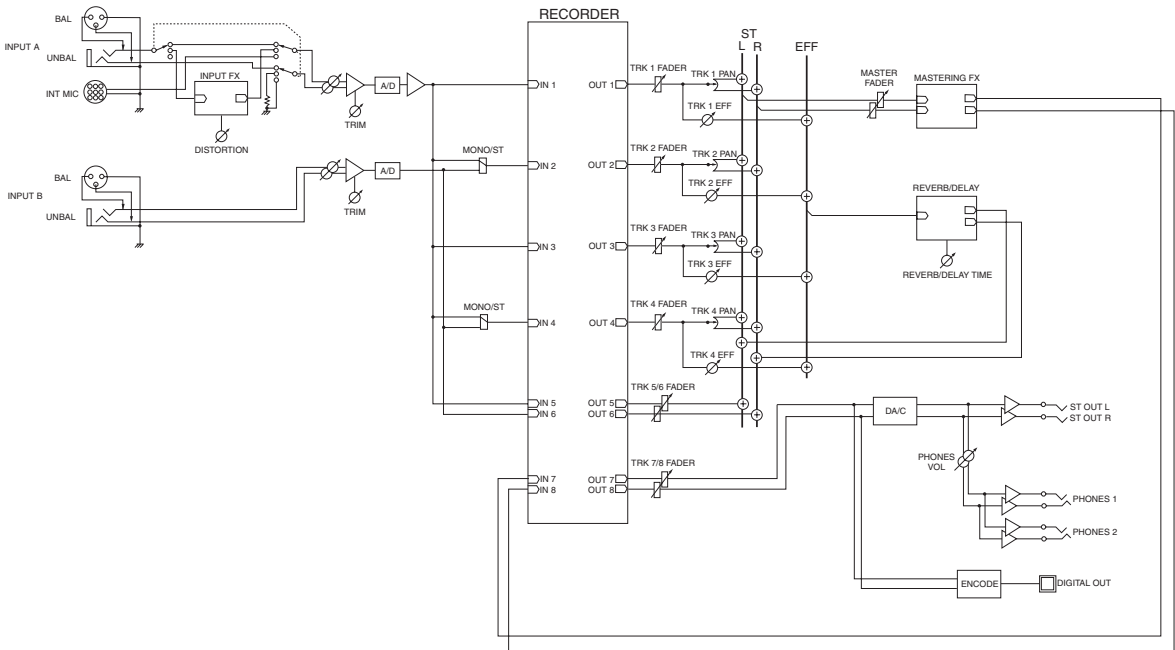 RECORDER
BAL
INPUT A
UNBAL
INT MIC
INPUT FX
DISTORTION
TRIM
A/D
BAL
INPUT B
UNBAL
TRIM
A/D
MONO/ST
MONO/ST
IN 1
IN 2
IN 3
IN 4
IN 5
IN 6
IN 7
IN 8
OUT 1
OUT 2
OUT 3
OUT 4
OUT 5
OUT 6
OUT 7
OUT 8
ST
L R
EFF
TRK 1 FADER
TRK 1 PAN
TRK 1 EFF
TRK 2 FADER
TRK 2 PAN
TRK 2 EFF
TRK 3 FADER
TRK 3 PAN
TRK 3 EFF
TRK 4 FADER
TRK 4 PAN
TRK 4 EFF
TRK 5/6 FADER
TRK 7/8 FADER
MASTER
FADER
MASTERING FX
REVERB/DELAY
REVERB/DELAY TIME
DA/C
ST OUT L
ST OUT R
PHONES
VOL
PHONES 1
PHONES 2
ENCODE
DIGITAL OUT